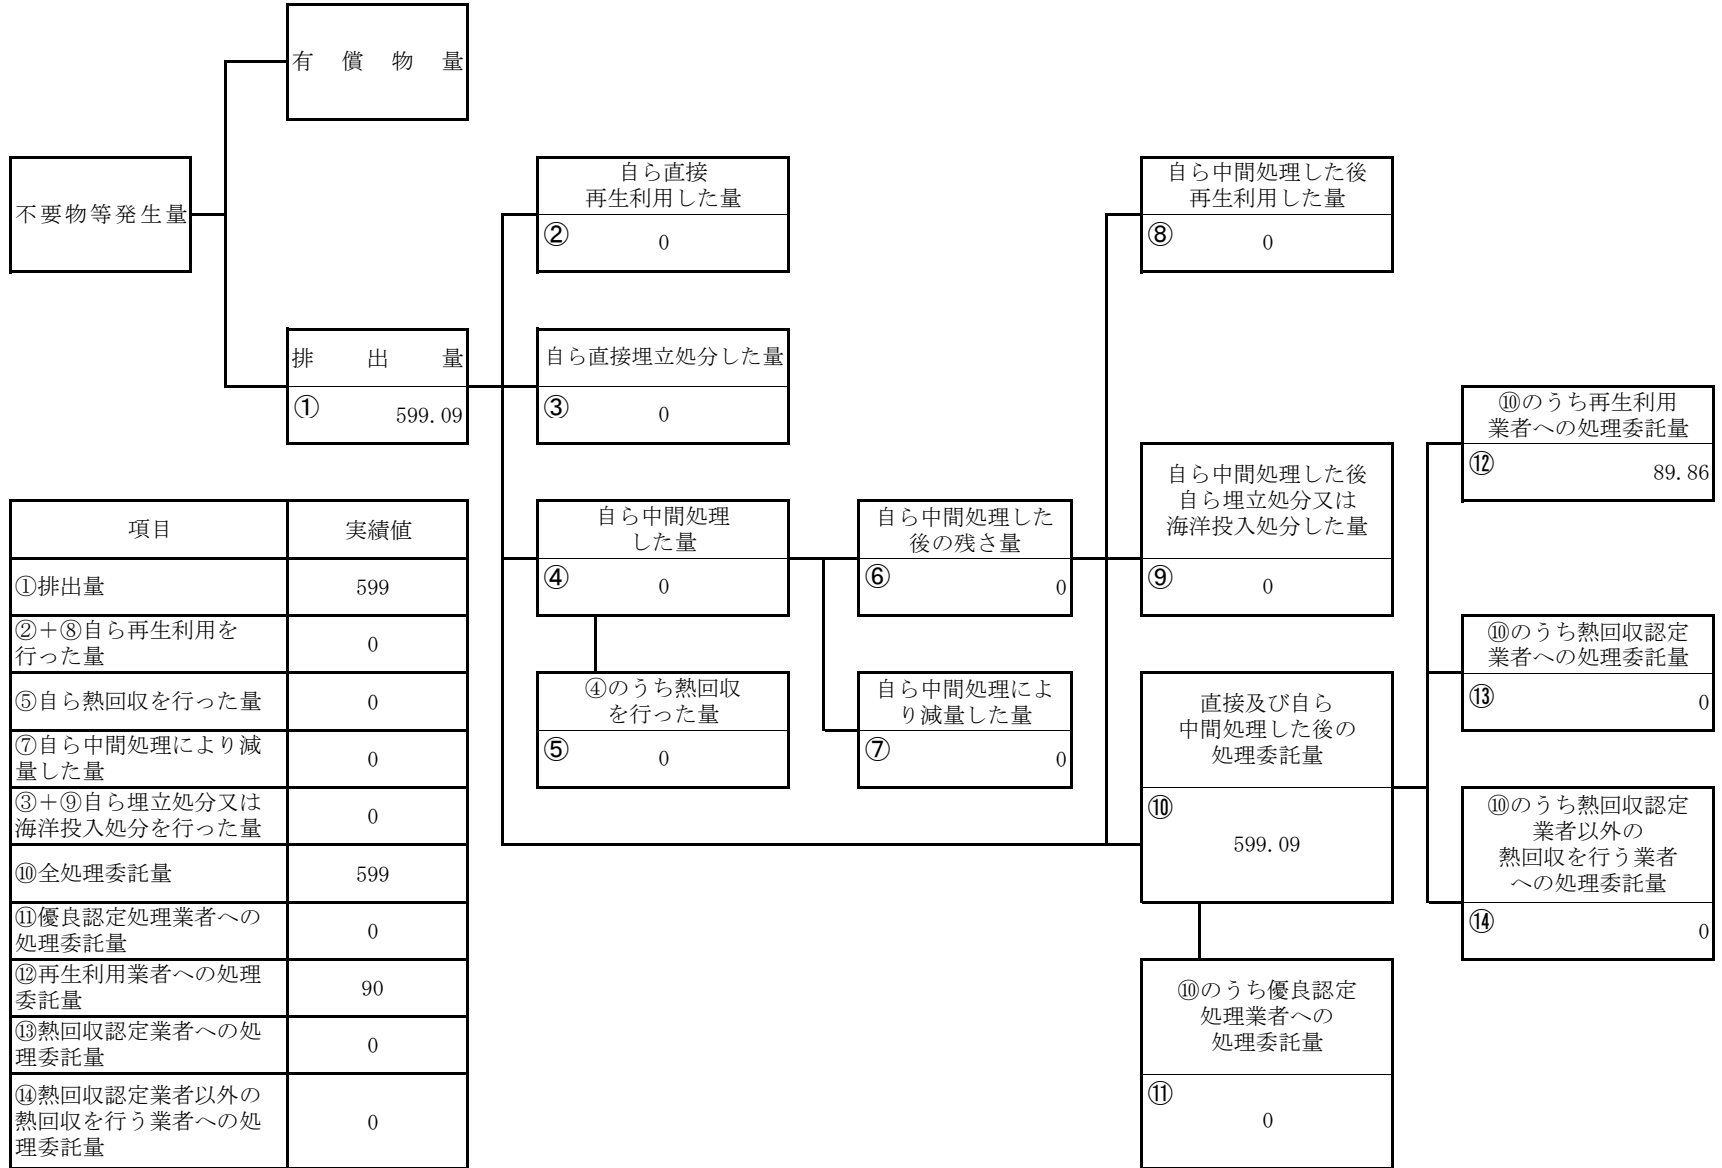 有償物量
不要物等発生量
自ら直接
再生利用した量
② 0
自ら中間処理した後
再生利用した量
⑧ 0
排出量
① 599.09
自ら直接埋立処分した量
③ 0
⑩のうち再生利用
業者への処理委託量
⑫ 89.86
自ら中間処理
した量
④ 0
自ら中間処理した
後の残さ量
⑥ 0
自ら中間処理した後
自ら埋立処分又は
海洋投入処分した量
⑨ 0
⑩のうち熱回収認定
業者への処理委託量
⑬ 0
④のうち熱回収
を行った量
⑤ 0
自ら中間処理によ
り減量した量
⑦ 0
直接及び自ら
中間処理した後の
処理委託量
⑩
599.09
⑩のうち熱回収認定
業者以外の
熱回収を行う業者
への処理委託量
⑭ 0
⑩のうち優良認定
処理業者への
処理委託量
⑪
0
項目 実績値
①排出量 599
②+⑧自ら再生利用を
行った量 0
⑤自ら熱回収を行った量 0
⑦自ら中間処理により減
量した量 0
③+⑨自ら埋立処分又は
海洋投入処分を行った量 0
⑩全処理委託量 599
⑪優良認定処理業者への
処理委託量 0
⑫再生利用業者への処理
委託量 90
⑬熱回収認定業者への処
理委託量 0
⑭熱回収認定業者以外の
熱回収を行う業者への処 0
理委託量